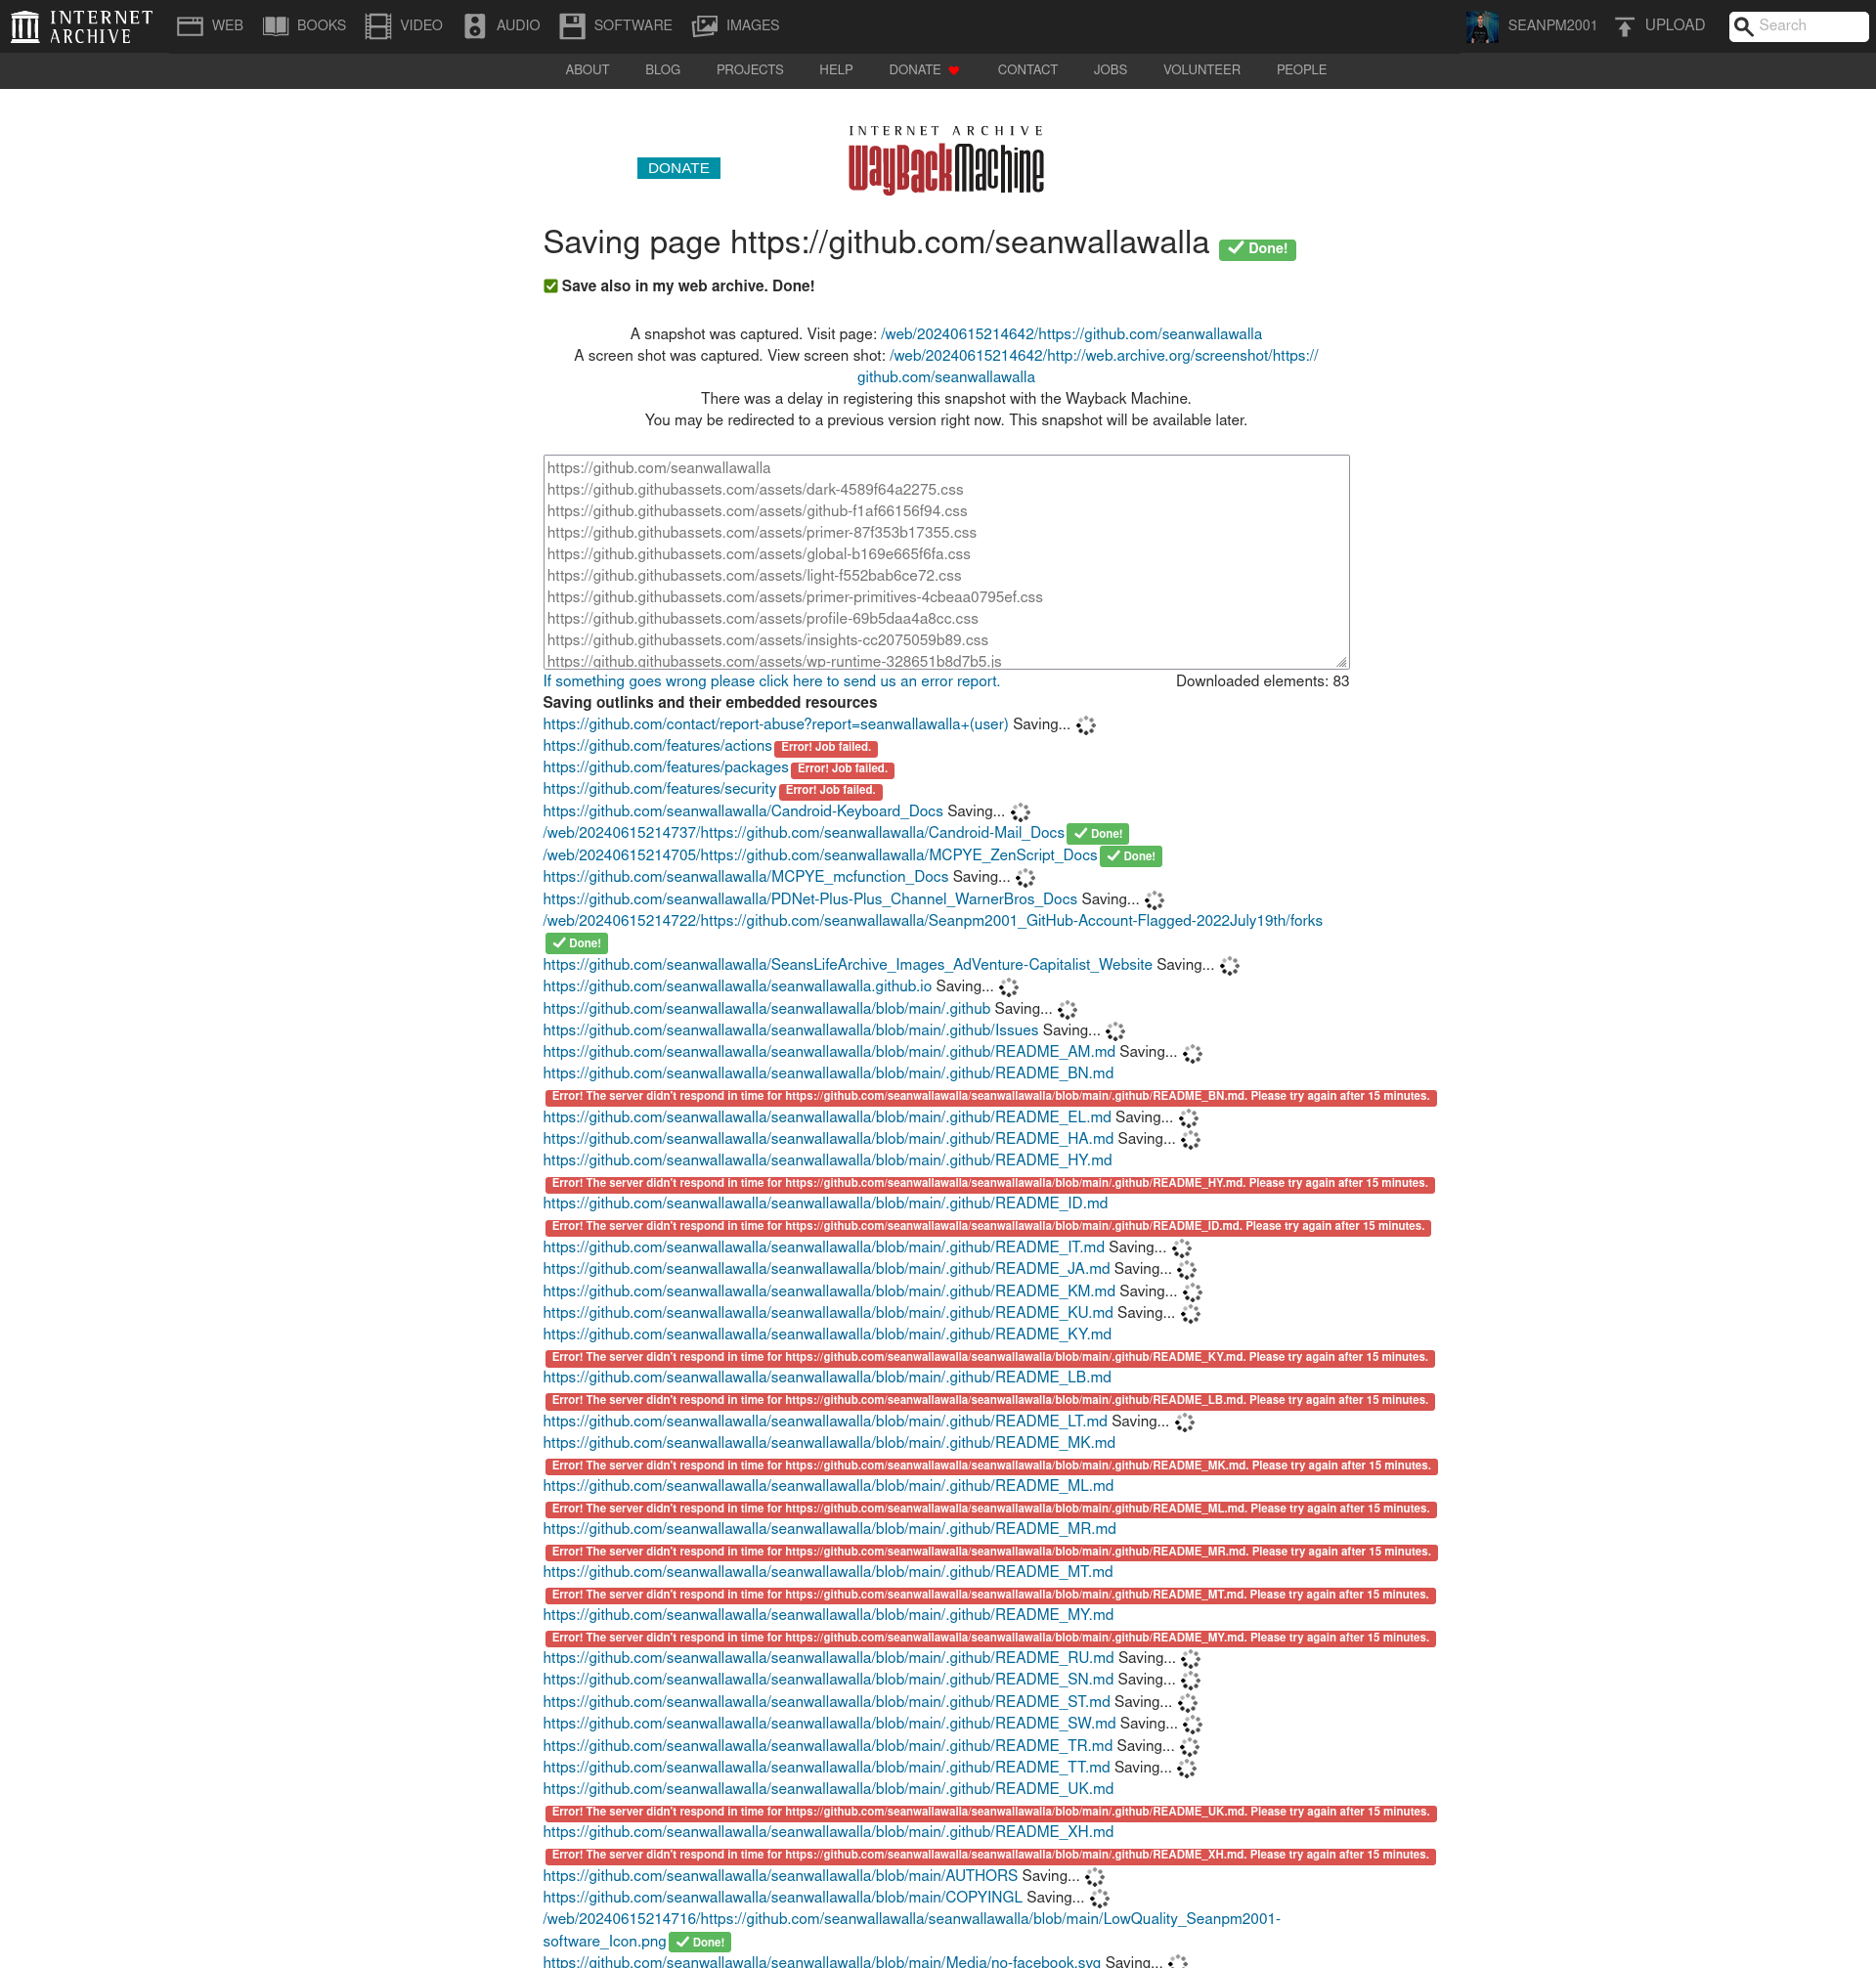 INTERNET ARCHIVE WEB BOOKS VIDEO AUDIO SOFTWARE IMAGES SEANPM2001 UPLOAD Search
ABOUT BLOG PROJECTS HELP DONATE CONTACT JOBS VOLUNTEER PEOPLE
INTERNET ARCHIVE
DONATE WayBackMachine
Saving page https://github.com/seanwallawalla Done!
Save also in my web archive. Done!
A snapshot was captured. Visit page: /web/20240615214642/https://github.com/seanwallawalla
A screen shot was captured. View screen shot: /web/20240615214642/http://web.archive.org/screenshot/https://
github.com/seanwallawalla
There was a delay in registering this snapshot with the Wayback Machine.
You may be redirected to a previous version right now. This snapshot will be available later.
https://github.com/seanwallawalla
https://github.githubassets.com/assets/dark-4589f64a2275.css
https://github.githubassets.com/assets/github-f1af66156f94.css
https://github.githubassets.com/assets/primer-87f353b17355.css
https://github.githubassets.com/assets/global-b169e665f6fa.css
https://github.githubassets.com/assets/light-f552bab6ce72.css
https://github.githubassets.com/assets/primer-primitives-4cbeaa0795ef.css
https://github.githubassets.com/assets/profile-69b5daa4a8cc.css
https://github.githubassets.com/assets/insights-cc2075059b89.css
https://github.githubassets.com/assets/wp-runtime-328651b8d7b5.js
If something goes wrong please click here to send us an error report. Downloaded elements: 83
Saving outlinks and their embedded resources
https://github.com/contact/report-abuse?report=seanwallawalla+(user) Saving...
https://github.com/features/actions Error! Job failed.
https://github.com/features/packages Error! Job failed.
https://github.com/features/security Error! Job failed.
https://github.com/seanwallawalla/Candroid-Keyboard_Docs Saving...
/web/20240615214737/https://github.com/seanwallawalla/Candroid-Mail_Docs Done!
/web/20240615214705/https://github.com/seanwallawalla/MCPYE_ZenScript_Docs Done!
https://github.com/seanwallawalla/MCPYE_mcfunction_Docs Saving...
https://github.com/seanwallawalla/PDNet-Plus-Plus_Channel_WarnerBros_Docs Saving...
/web/20240615214722/https://github.com/seanwallawalla/Seanpm2001_GitHub-Account-Flagged-2022July19th/forks
Done!
https://github.com/seanwallawalla/SeansLifeArchive_Images_AdVenture-Capitalist_Website Saving...
https://github.com/seanwallawalla/seanwallawalla.github.io Saving...
https://github.com/seanwallawalla/seanwallawalla/blob/main/.github Saving...
https://github.com/seanwallawalla/seanwallawalla/blob/main/.github/Issues Saving...
https://github.com/seanwallawalla/seanwallawalla/blob/main/.github/README_AM.md Saving...
https://github.com/seanwallawalla/seanwallawalla/blob/main/.github/README_BN.md
Error! The server didn't respond in time for https://github.com/seanwallawalla/seanwallawalla/blob/main/.github/README_BN.md. Please try again after 15 minutes.
https://github.com/seanwallawalla/seanwallawalla/blob/main/.github/README_EL.md Saving...
https://github.com/seanwallawalla/seanwallawalla/blob/main/.github/README_HA.md Saving...
https://github.com/seanwallawalla/seanwallawalla/blob/main/.github/README_HY.md
Error! The server didn't respond in time for https://github.com/seanwallawalla/seanwallawalla/blob/main/.github/README_HY.md. Please try again after 15 minutes.
https://github.com/seanwallawalla/seanwallawalla/blob/main/.github/README_ID.md
Error! The server didn't respond in time for https://github.com/seanwallawalla/seanwallawalla/blob/main/.github/README_ID.md. Please try again after 15 minutes.
https://github.com/seanwallawalla/seanwallawalla/blob/main/.github/README_IT.md Saving...
https://github.com/seanwallawalla/seanwallawalla/blob/main/.github/README_JA.md Saving...
https://github.com/seanwallawalla/seanwallawalla/blob/main/.github/README_KM.md Saving...
https://github.com/seanwallawalla/seanwallawalla/blob/main/.github/README_KU.md Saving...
https://github.com/seanwallawalla/seanwallawalla/blob/main/.github/README_KY.md
Error! The server didn't respond in time for https://github.com/seanwallawalla/seanwallawalla/blob/main/.github/README_KY.md. Please try again after 15 minutes.
https://github.com/seanwallawalla/seanwallawalla/blob/main/.github/README_LB.md
Error! The server didn't respond in time for https://github.com/seanwallawalla/seanwallawalla/blob/main/.github/README_LB.md. Please try again after 15 minutes.
https://github.com/seanwallawalla/seanwallawalla/blob/main/.github/README_LT.md Saving...
https://github.com/seanwallawalla/seanwallawalla/blob/main/.github/README_MK.md
Error! The server didn't respond in time for https://github.com/seanwallawalla/seanwallawalla/blob/main/.github/README_MK.md. Please try again after 15 minutes.
https://github.com/seanwallawalla/seanwallawalla/blob/main/.github/README_ML.md
Error! The server didn't respond in time for https://github.com/seanwallawalla/seanwallawalla/blob/main/.github/README_ML.md. Please try again after 15 minutes.
https://github.com/seanwallawalla/seanwallawalla/blob/main/.github/README_MR.md
Error! The server didn't respond in time for https://github.com/seanwallawalla/seanwallawalla/blob/main/.github/README_MR.md. Please try again after 15 minutes.
https://github.com/seanwallawalla/seanwallawalla/blob/main/.github/README_MT.md
Error! The server didn't respond in time for https://github.com/seanwallawalla/seanwallawalla/blob/main/.github/README_MT.md. Please try again after 15 minutes.
https://github.com/seanwallawalla/seanwallawalla/blob/main/.github/README_MY.md
Error! The server didn't respond in time for https://github.com/seanwallawalla/seanwallawalla/blob/main/.github/README_MY.md. Please try again after 15 minutes.
https://github.com/seanwallawalla/seanwallawalla/blob/main/.github/README_RU.md Saving...
https://github.com/seanwallawalla/seanwallawalla/blob/main/.github/README_SN.md Saving...
https://github.com/seanwallawalla/seanwallawalla/blob/main/.github/README_ST.md Saving...
https://github.com/seanwallawalla/seanwallawalla/blob/main/.github/README_SW.md Saving...
https://github.com/seanwallawalla/seanwallawalla/blob/main/.github/README_TR.md Saving...
https://github.com/seanwallawalla/seanwallawalla/blob/main/.github/README_TT.md Saving...
https://github.com/seanwallawalla/seanwallawalla/blob/main/.github/README_UK.md
Error! The server didn't respond in time for https://github.com/seanwallawalla/seanwallawalla/blob/main/.github/README_UK.md. Please try again after 15 minutes.
https://github.com/seanwallawalla/seanwallawalla/blob/main/.github/README_XH.md
Error! The server didn't respond in time for https://github.com/seanwallawalla/seanwallawalla/blob/main/.github/README_XH.md. Please try again after 15 minutes.
https://github.com/seanwallawalla/seanwallawalla/blob/main/AUTHORS Saving...
https://github.com/seanwallawalla/seanwallawalla/blob/main/COPYINGL Saving...
/web/20240615214716/https://github.com/seanwallawalla/seanwallawalla/blob/main/LowQuality_Seanpm2001-
software_Icon.png Done!
https://github.com/seanwallawalla/seanwallawalla/blob/main/Media/no-facebook.svg Saving...